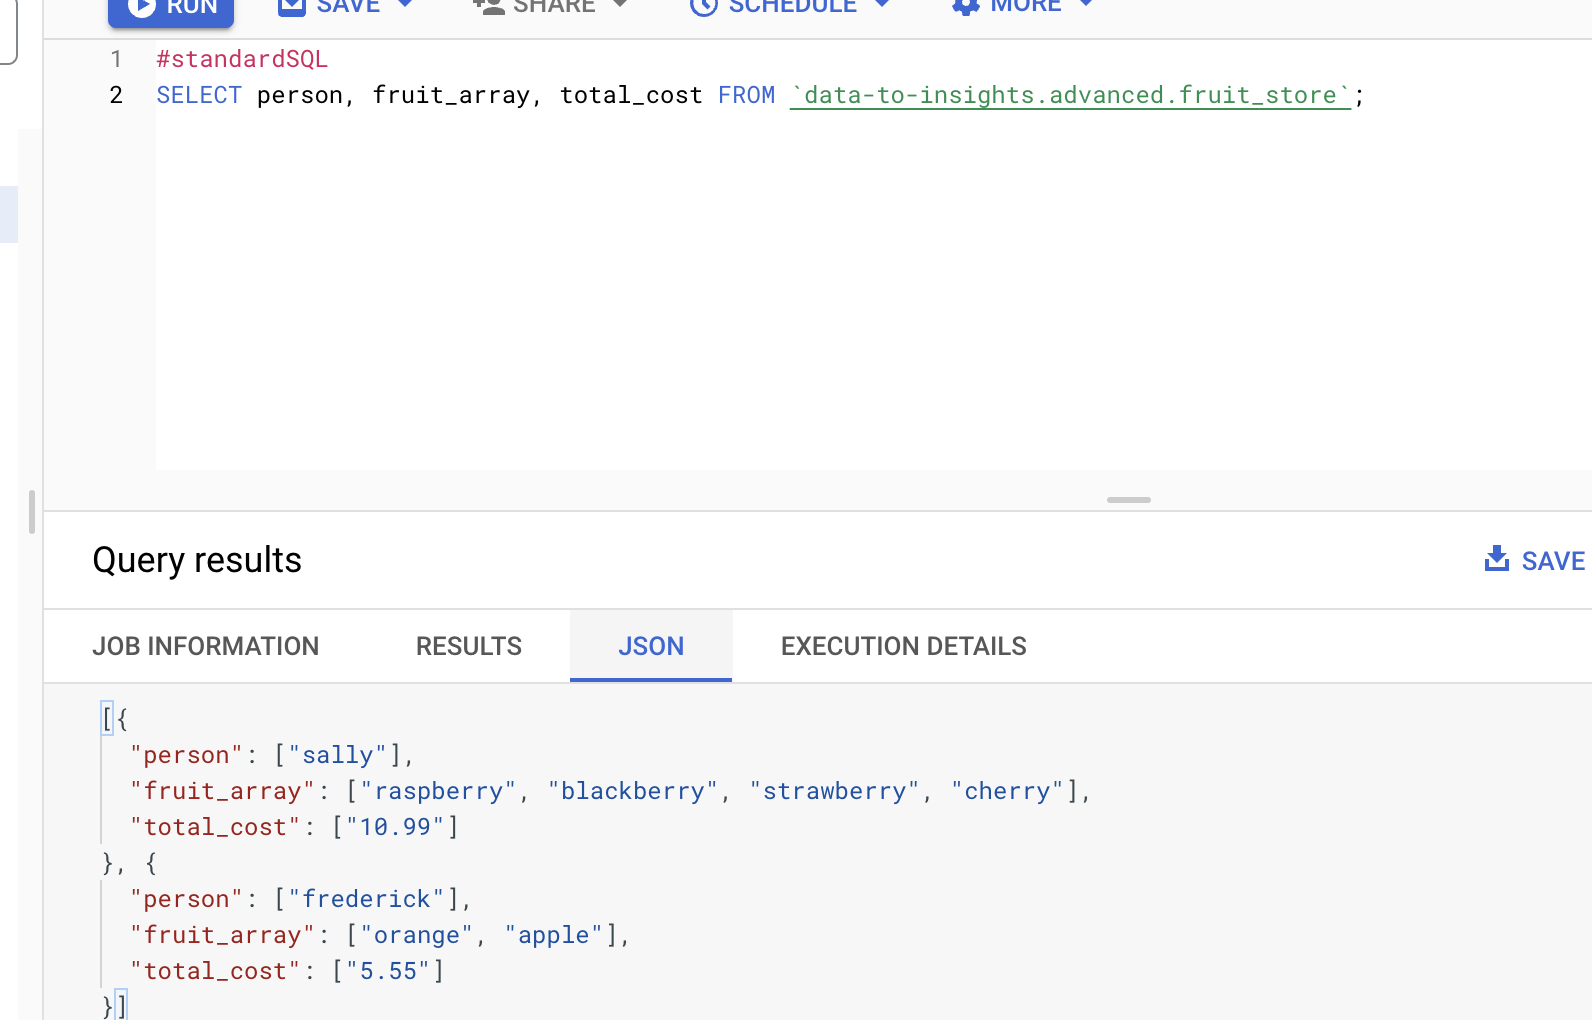 RUN SAVE SHARE SCHEDULE MORE
1 #standardSQL
2 SELECT person, fruit_array, total_cost FROM `data-to-insights.advanced.fruit_store`;
Query results SAVE
JOB INFORMATION RESULTS JSON EXECUTION DETAILS
[{
"person": ["sally"],
"fruit_array": ["raspberry", "blackberry", "strawberry", "cherry"],
"total_cost": ["10.99"]
}, {
"person": ["frederick"],
"fruit_array": ["orange", "apple"],
"total_cost": ["5.55"]
}]